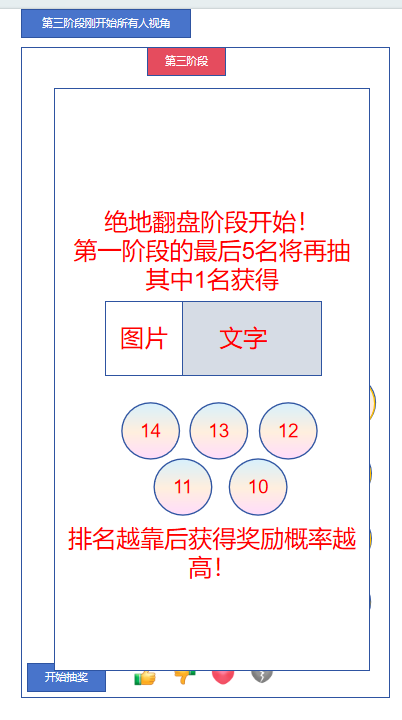 第三阶段刚开始所有人视角
第三阶段
绝地翻盘阶段开始！
第一阶段的最后5名将再抽
其中1名获得
图片 文字
14 13 12
11 10
排名越靠后获得奖励概率越
高！
开始抽奖